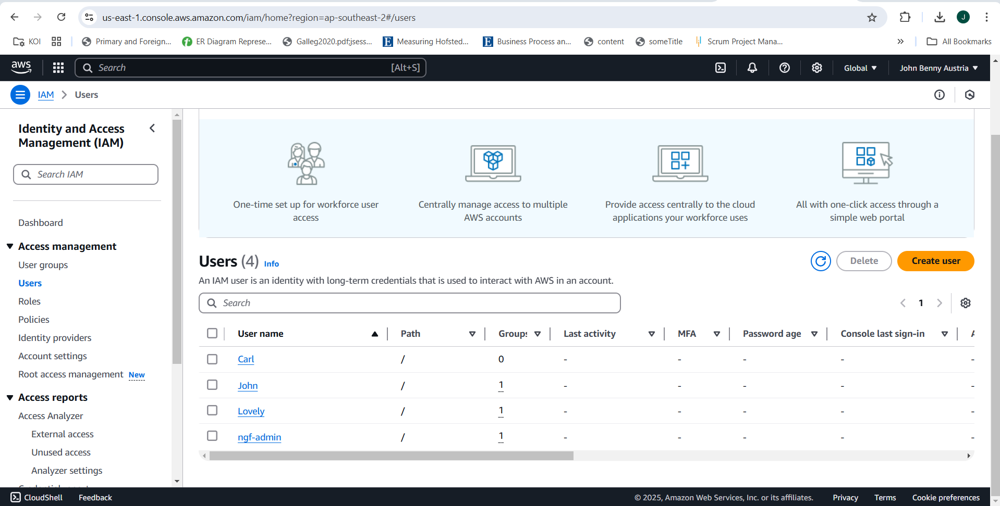 us-east-1.console.aws.amazon.com/iam/home?region=ap-southeast-2#/users
J
KOI
Primary and Foreign...
ER Diagram Represe...
Galleg2020.pdf;jsess...
Measuring Hofsted...
Business Process an...
content
someTitle
Scrum Project Mana...
All Bookmarks
aws
Search
[Alt+S]
Global
John Benny Austria
IAM
Users
Identity and Access
Management (IAM)
Search IAM
Dashboard
Access management
User groups
Users
Roles
Policies
Identity providers
Account settings
Root access management New
Access reports
Access Analyzer
External access
Unused access
Analyzer settings
One-time set up for workforce user
access
Centrally manage access to multiple
AWS accounts
Provide access centrally to the cloud
applications your workforce uses
All with one-click access through a
simple web portal
Users (4) Info
Delete
Create user
An IAM user is an identity with long-term credentials that is used to interact with AWS in an account.
Search
1
User name Path Groups Last activity MFA Password age Console last sign-in
Carl / 0 - - - - -
John / 1 - - - - -
Lovely / 1 - - - - -
ngf-admin / 1 - - - - -
CloudShell
Feedback
© 2025, Amazon Web Services, Inc. or its affiliates.
Privacy
Terms
Cookie preferences